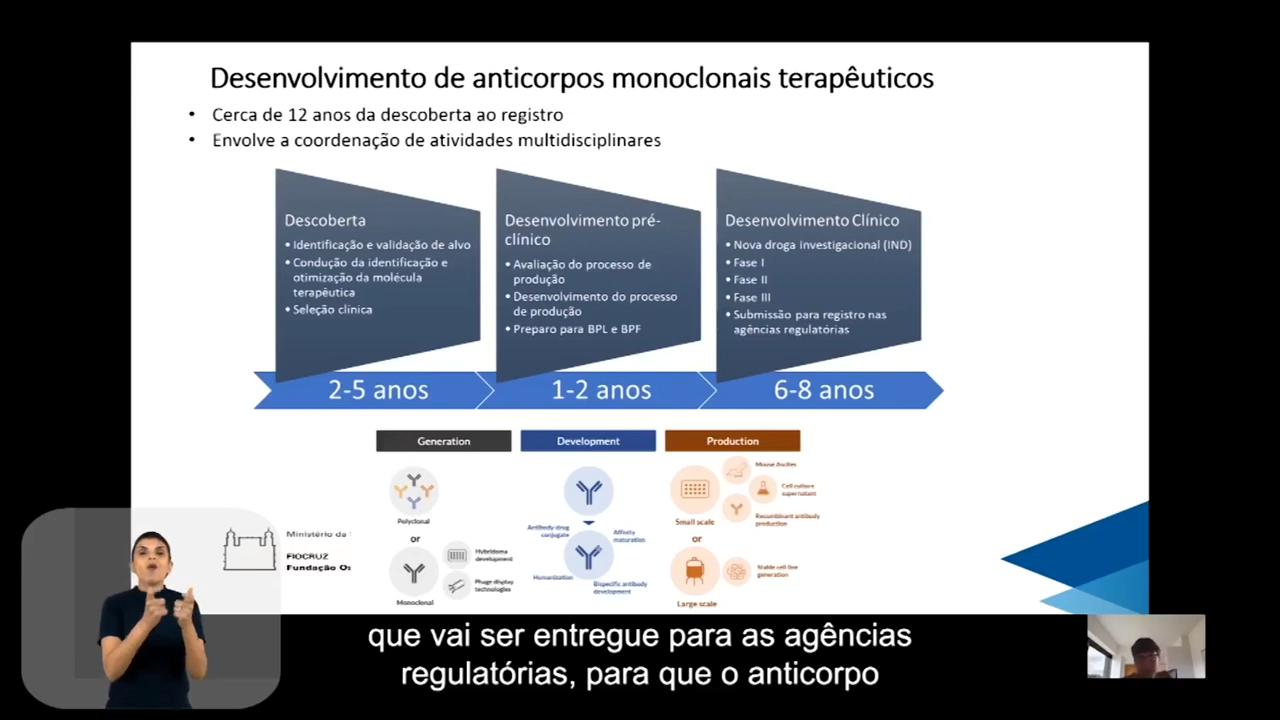 Desenvolvimento de anticorpos monoclonais terapêuticos
• Cerca de 12 anos da descoberta ao registro
• Envolve a coordenação de atividades multidisciplinares
Descoberta
• Identificação e validação de alvo
• Condução da identificação e
otimização da molécula
terapêutica
• Seleção clínica
Desenvolvimento pré-
clínico
• Avaliação do processo de
produção
• Desenvolvimento do processo
de produção
• Preparo para BPL e BPF
Desenvolvimento Clínico
• Nova droga investigacional (IND)
• Fase I
• Fase II
• Fase III
• Submissão para registro nas
agências regulatórias
2-5 anos
1-2 anos
6-8 anos
Generation
Polyclonal
or
Monoclonal
Hybridoma
development
Phage display
technologies
Development
Antibody drug
conjugate
Affinity
maturation
Humanization
Bispecific antibody
development
Production
Small scale
or
Large scale
Mouse Ascites
Cell culture
supernatant
Recombinant antibody
production
Stable cell line
generation
Ministério da
FIOCRUZ
Fundação Os
que vai ser entregue para as agências
regulatórias, para que o anticorpo